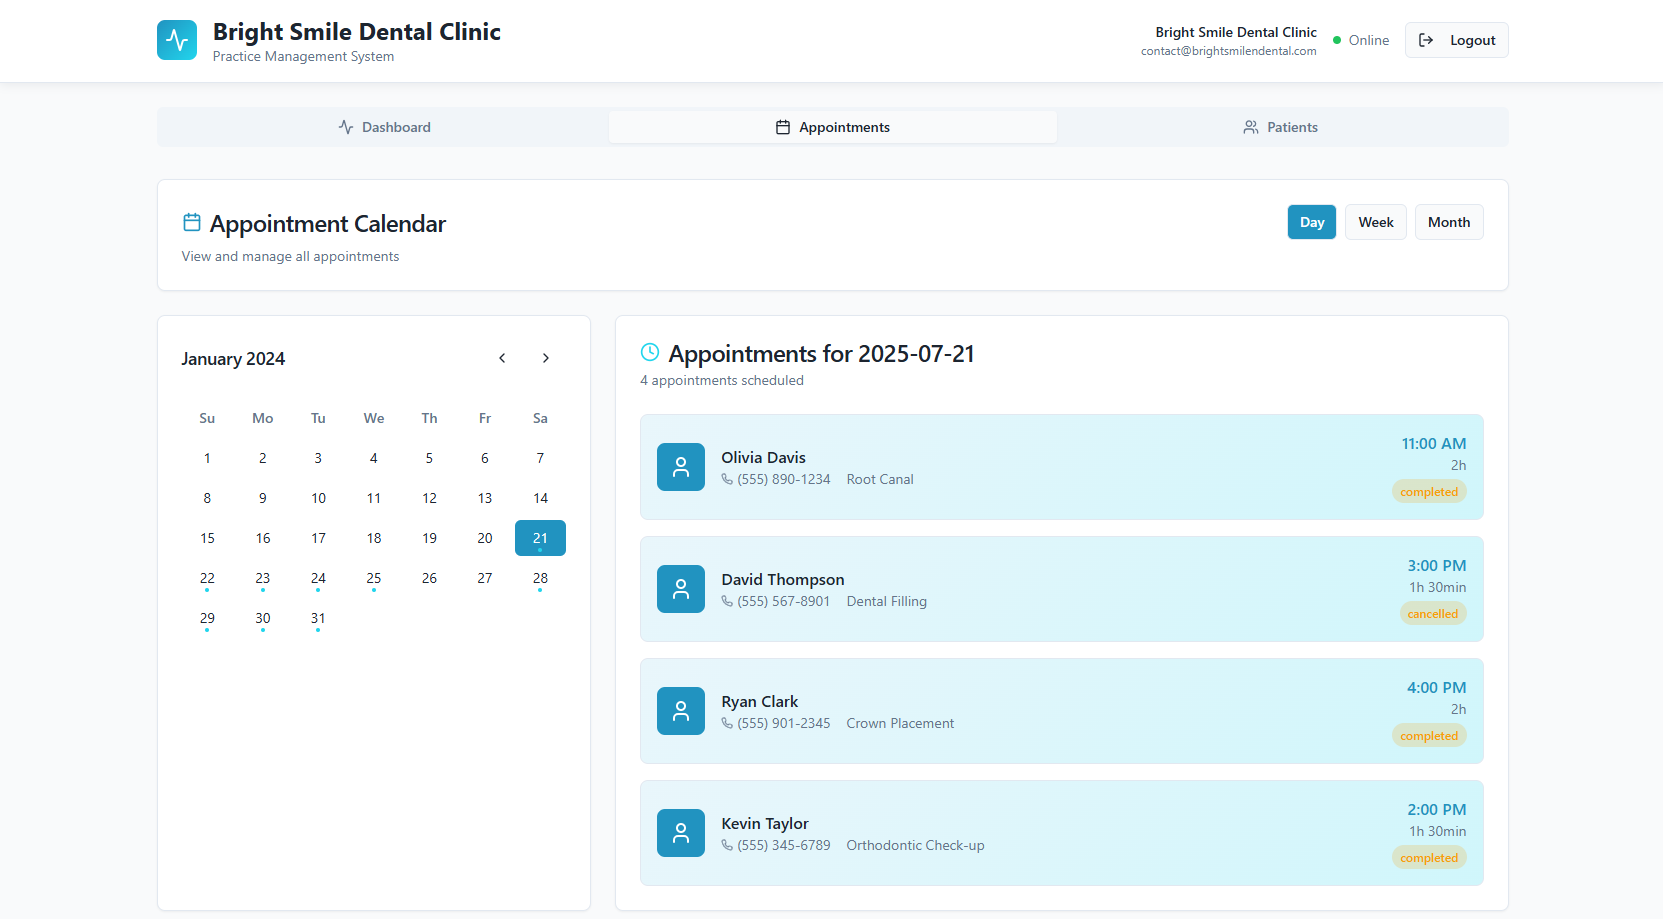 Bright Smile Dental Clinic
Practice Management System
Bright Smile Dental Clinic
contact@brightsmilendental.com
Online
Logout
Dashboard
Appointments
Patients
Appointment Calendar
View and manage all appointments
Day
Week
Month
January 2024
Su Mo Tu We Th Fr Sa
1 2 3 4 5 6 7
8 9 10 11 12 13 14
15 16 17 18 19 20 21
22 23 24 25 26 27 28
29 30 31
Appointments for 2025-07-21
4 appointments scheduled
Olivia Davis
(555) 890-1234 Root Canal
11:00 AM
2h
completed
David Thompson
(555) 567-8901 Dental Filling
3:00 PM
1h 30min
cancelled
Ryan Clark
(555) 901-2345 Crown Placement
4:00 PM
2h
completed
Kevin Taylor
(555) 345-6789 Orthodontic Check-up
2:00 PM
1h 30min
completed